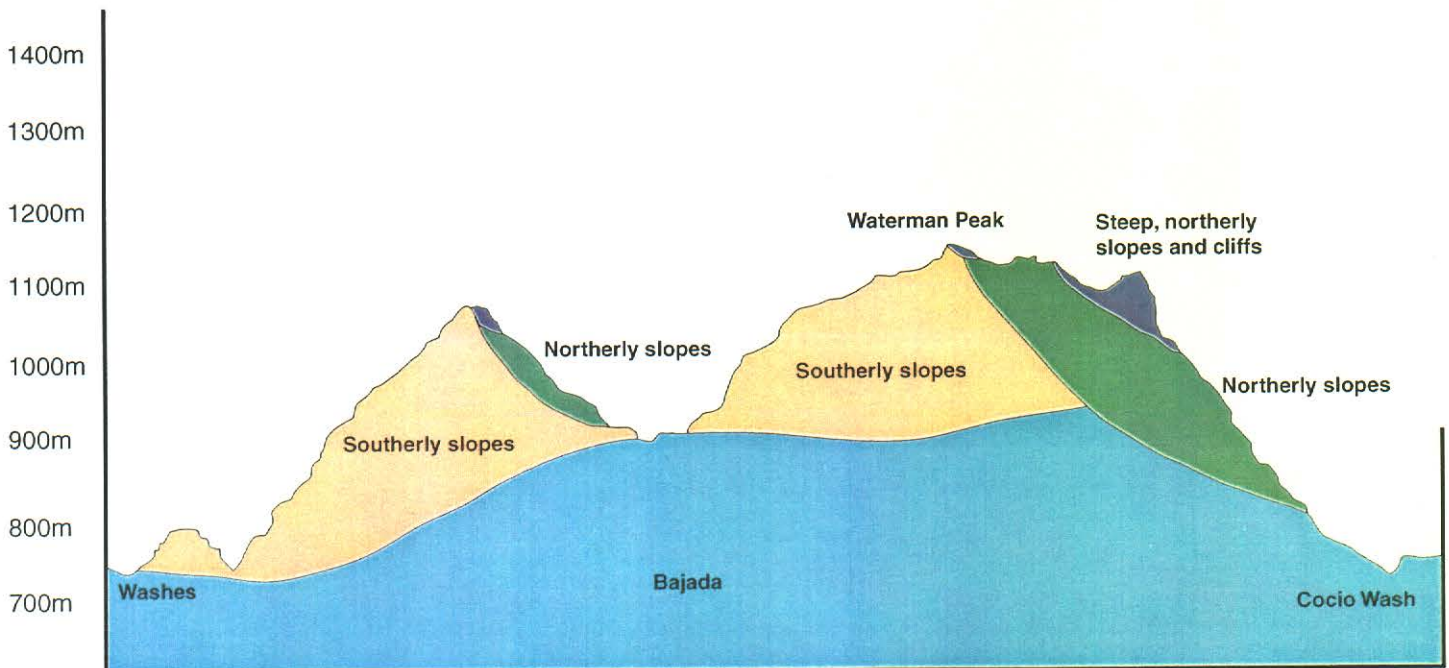 1400m
1300m
1200m
1100m
1000m
900m
800m
700m
Waterman Peak
Steep, northerly
slopes and cliffs
Northerly slopes
Southerly slopes
Northerly slopes
Southerly slopes
Washes
Bajada
Cocio Wash